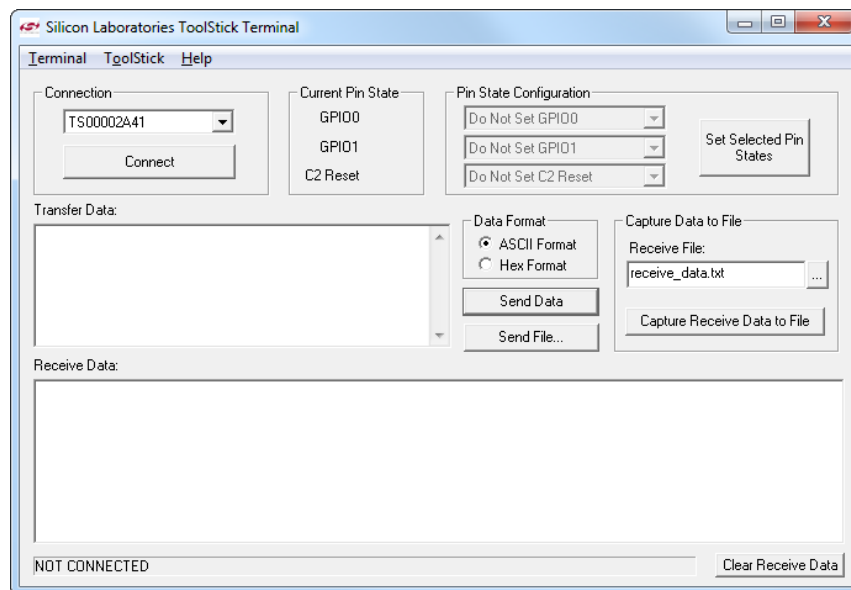 Silicon Laboratories ToolStick Terminal
Terminal ToolStick Help
Connection
TS00002A41
Connect
Current Pin State
GPIO0
GPIO1
C2 Reset
Pin State Configuration
Do Not Set GPIO0
Do Not Set GPIO1
Do Not Set C2 Reset
Set Selected Pin
States
Transfer Data:
Data Format
ASCII Format
Hex Format
Send Data
Send File...
Capture Data to File
Receive File:
receive_data.txt
...
Capture Receive Data to File
Receive Data:
NOT CONNECTED
Clear Receive Data